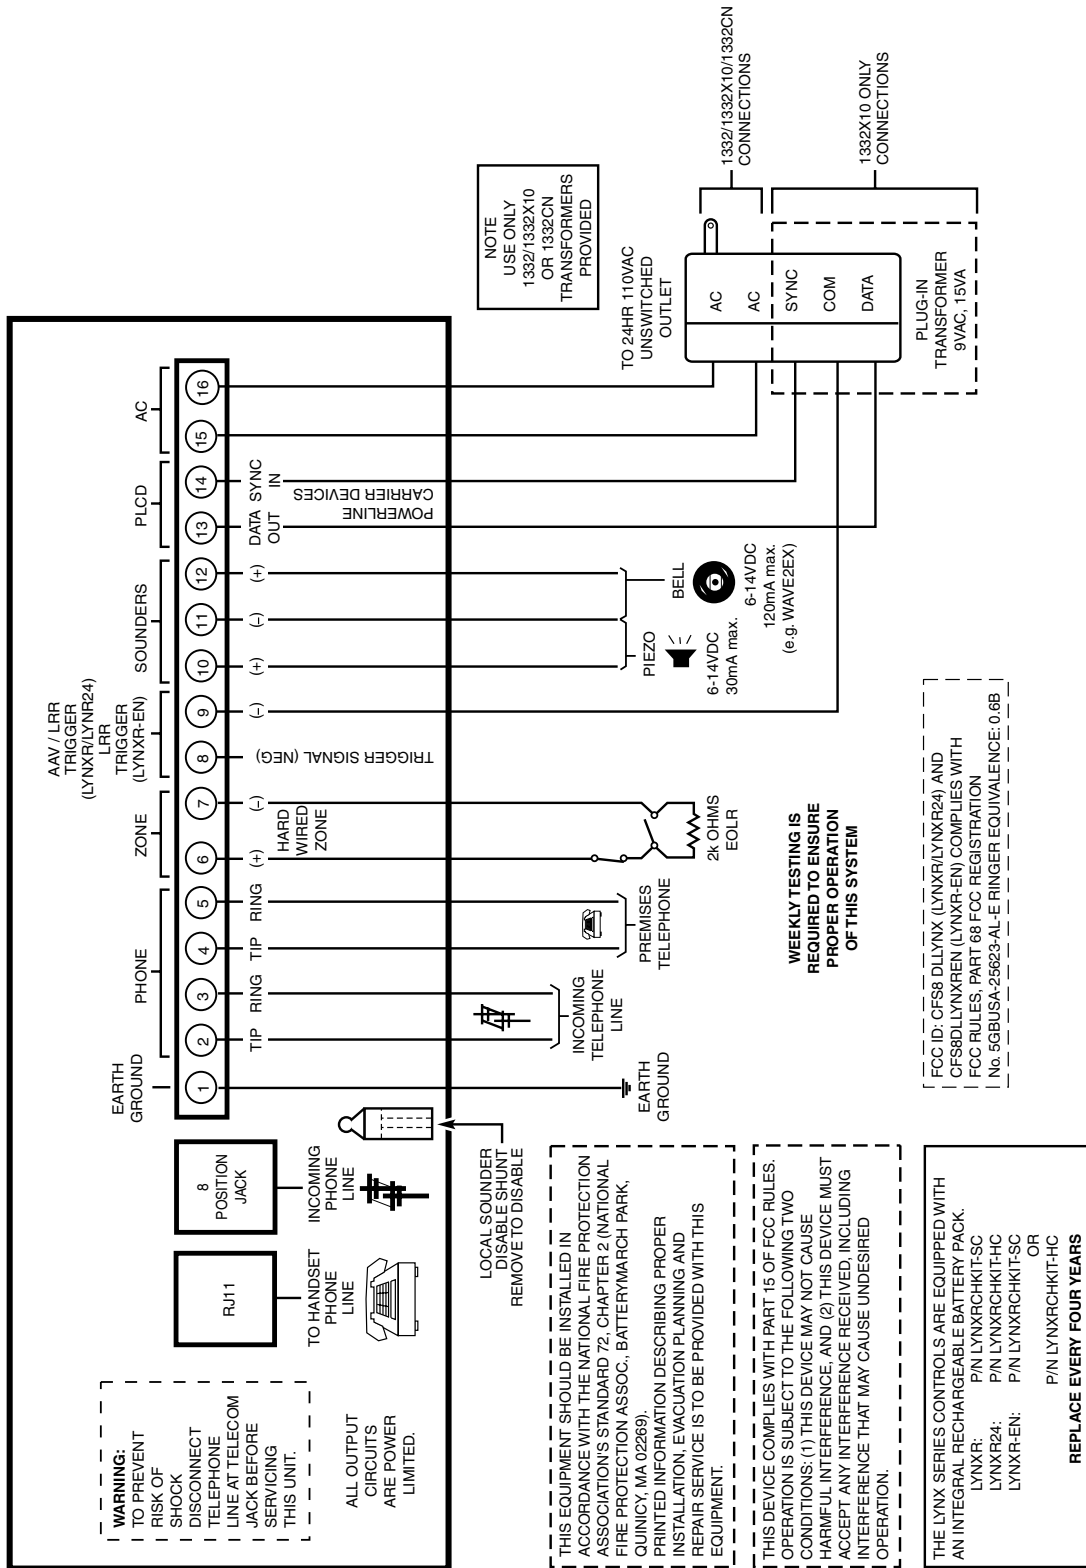 WARNING:
TO PREVENT
RISK OF
SHOCK
DISCONNECT
TELEPHONE
LINE AT TELECOM
JACK BEFORE
SERVICING
THIS UNIT.
ALL OUTPUT
CIRCUITS
ARE POWER
LIMITED.
RJ11
TO HANDSET
PHONE
LINE
8
POSITION
JACK
INCOMING
PHONE
LINE
LOCAL SOUNDER
DISABLE SHUNT
REMOVE TO DISABLE
EARTH
GROUND
PHONE
ZONE
AAV / LRR
TRIGGER
(LYNXR/LYNR24)
LRR
TRIGGER
(LYNXR-EN)
SOUNDERS
PLCD
AC
1
2
3
4
5
6
7
8
9
10
11
12
13
14
15
16
TIP
RING
TIP
RING
(+)
(–)
HARD
WIRED
ZONE
TRIGGER SIGNAL (NEG)
(–)
(+)
(–)
(+)
DATA
OUT
SYNC
IN
POWERLINE
CARRIER DEVICES
EARTH
GROUND
INCOMING
TELEPHONE
LINE
PREMISES
TELEPHONE
2k OHMS
EOLR
PIEZO
6-14VDC
30mA max.
BELL
6-14VDC
120mA max.
(e.g. WAVE2EX)
NOTE
USE ONLY
1332/1332X10
OR 1332CN
TRANSFORMERS
PROVIDED
TO 24HR 110VAC
UNSWITCHED
OUTLET
AC
AC
SYNC
COM
DATA
PLUG-IN
TRANSFORMER
9VAC, 15VA
1332/1332X10/1332CN
CONNECTIONS
1332X10 ONLY
CONNECTIONS
WEEKLY TESTING IS
REQUIRED TO ENSURE
PROPER OPERATION
OF THIS SYSTEM
THIS EQUIPMENT SHOULD BE INSTALLED IN
ACCORDANCE WITH THE NATIONAL FIRE PROTECTION
ASSOCIATION'S STANDARD 72, CHAPTER 2 (NATIONAL
FIRE PROTECTION ASSOC., BATTERYMARCH PARK,
QUINICY, MA 02269).
PRINTED INFORMATION DESCRIBING PROPER
INSTALLATION, EVACUATION PLANNING AND
REPAIR SERVICE IS TO BE PROVIDED WITH THIS
EQUIPMENT.
THIS DEVICE COMPLIES WITH PART 15 OF FCC RULES.
OPERATION IS SUBJECT TO THE FOLLOWING TWO
CONDITIONS: (1) THIS DEVICE MAY NOT CAUSE
HARMFUL INTERFERENCE, AND (2) THIS DEVICE MUST
ACCEPT ANY INTERFERENCE RECEIVED, INCLUDING
INTERFERENCE THAT MAY CAUSE UNDESIRED
OPERATION.
FCC ID: CFS8 DLLYNX (LYNXR/LYNXR24) AND
CFS8DLLYNXREN (LYNXR-EN) COMPLIES WITH
FCC RULES, PART 68 FCC REGISTRATION
No. 5GBUSA-25623-AL-E RINGER EQUIVALENCE: 0.6B
THE LYNX SERIES CONTROLS ARE EQUIPPED WITH
AN INTEGRAL RECHARGEABLE BATTERY PACK.
LYNXR: P/N LYNXRCHKIT-SC
LYNXR24: P/N LYNXRCHKIT-HC
LYNXR-EN: P/N LYNXRCHKIT-SC
OR
P/N LYNXRCHKIT-HC
REPLACE EVERY FOUR YEARS